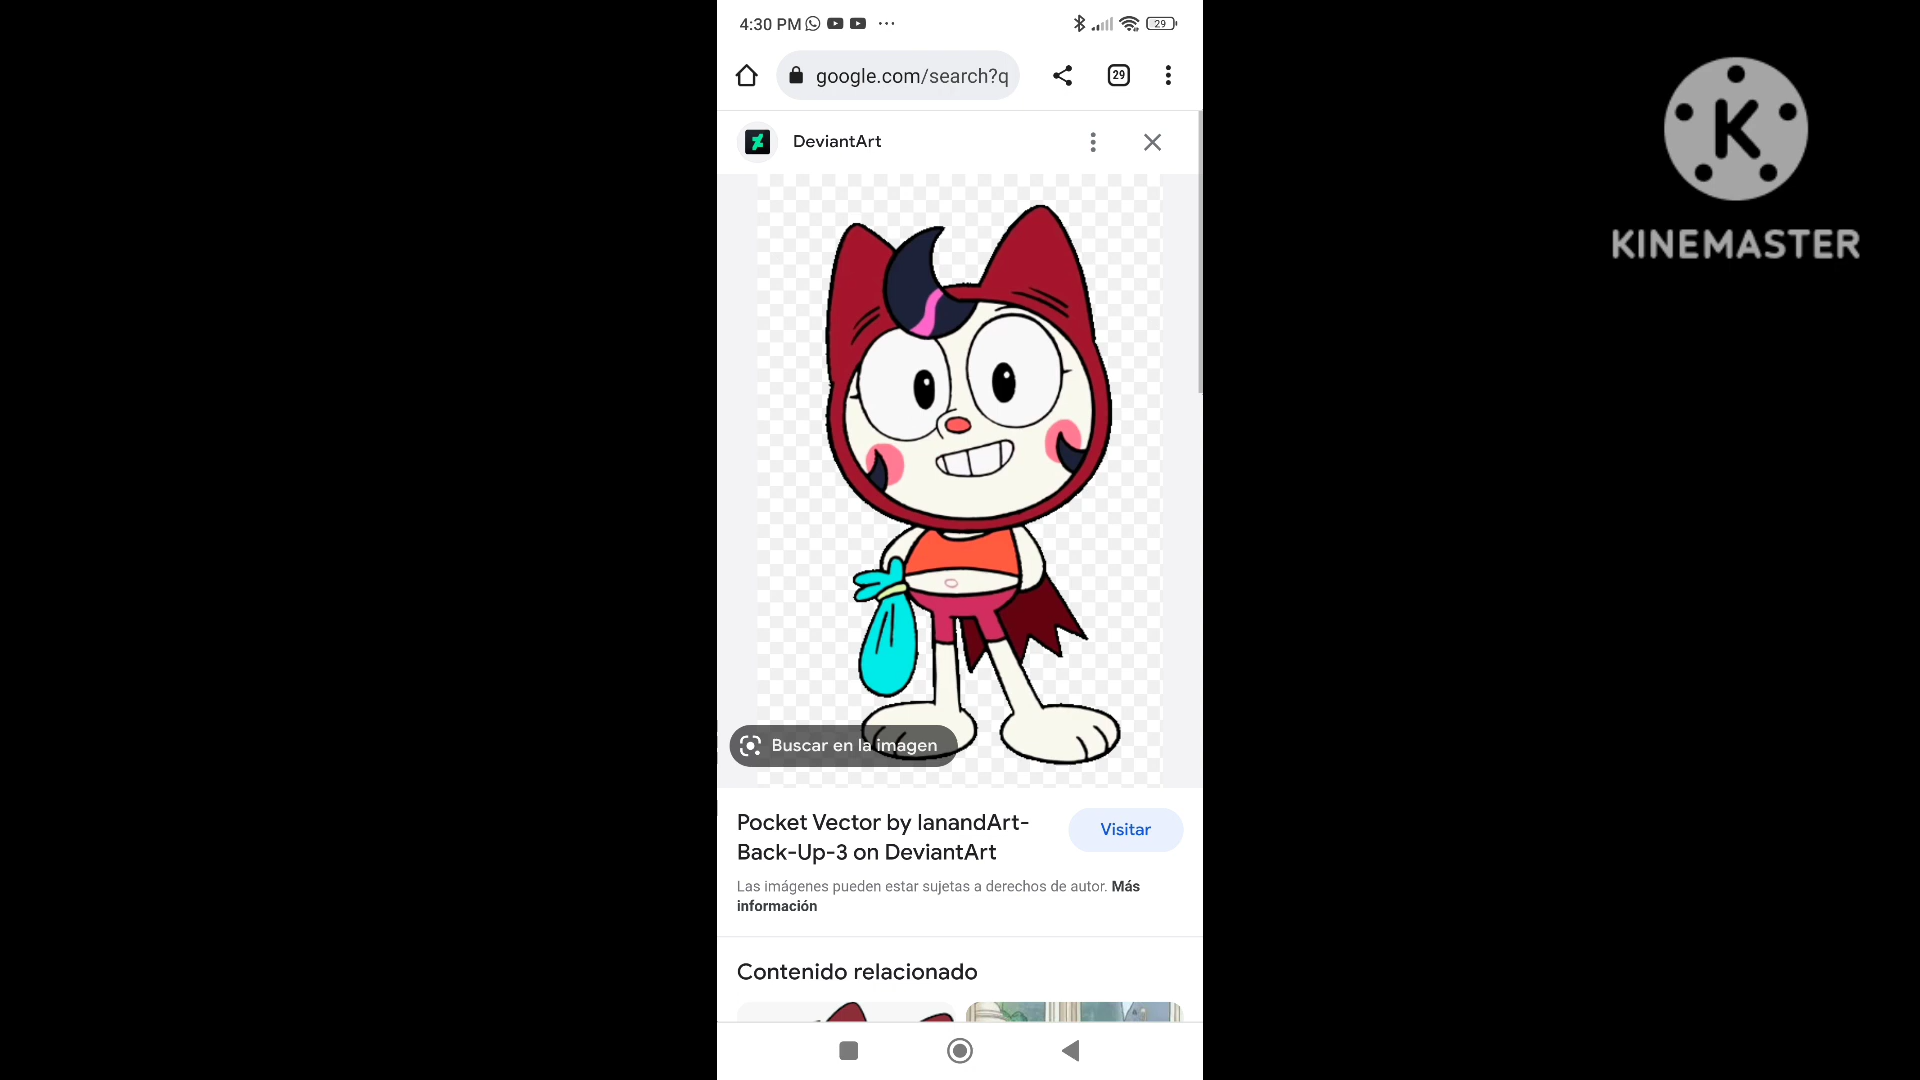 4:30 PM
29
google.com/search?q
29
DeviantArt
K
KINEMASTER
Buscar en la imagen
Pocket Vector by IanandArt-
Back-Up-3 on DeviantArt
Visitar
Las imágenes pueden estar sujetas a derechos de autor. Más
información
Contenido relacionado